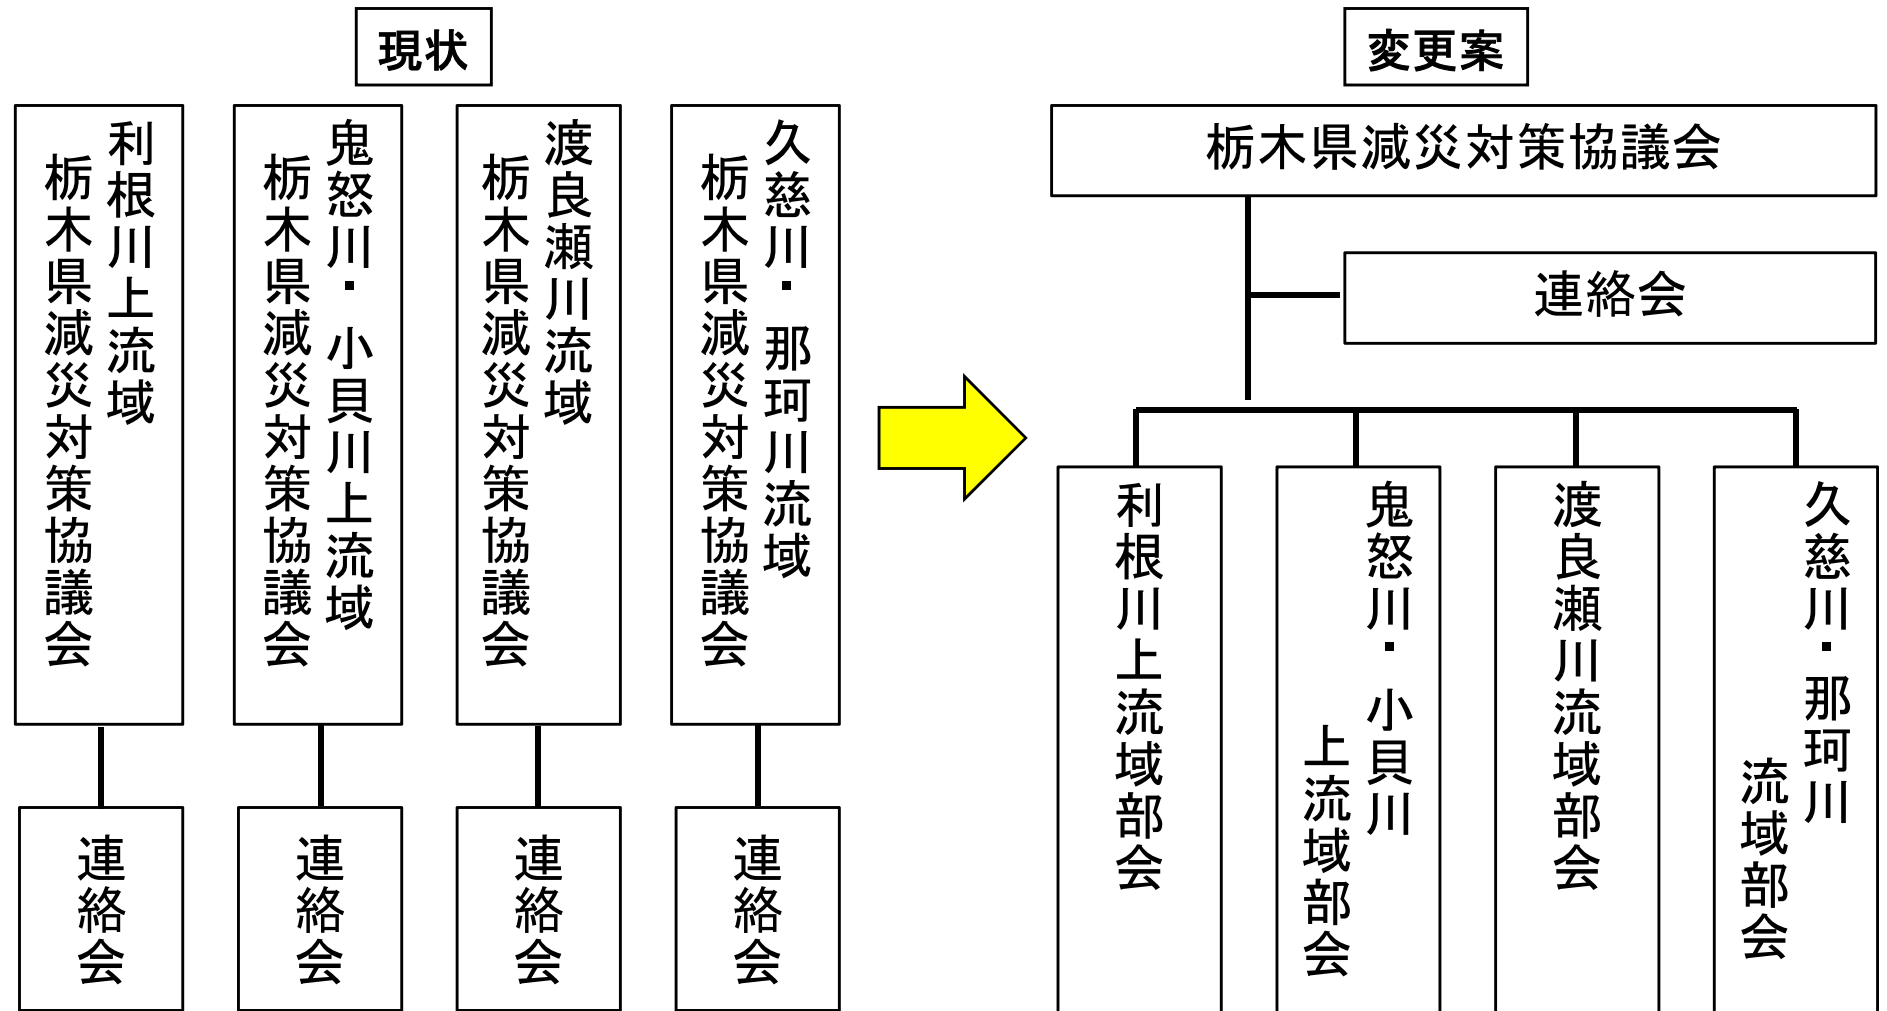 現状
利根川上流域
栃木県減災対策協議会
鬼怒川・小貝川上流域
栃木県減災対策協議会
渡良瀬川流域
栃木県減災対策協議会
久慈川・那珂川流域
栃木県減災対策協議会
連絡会
連絡会
連絡会
連絡会
変更案
栃木県減災対策協議会
連絡会
利根川上流域部会
鬼怒川・小貝川
上流域部会
渡良瀬川流域部会
久慈川・那珂川
流域部会